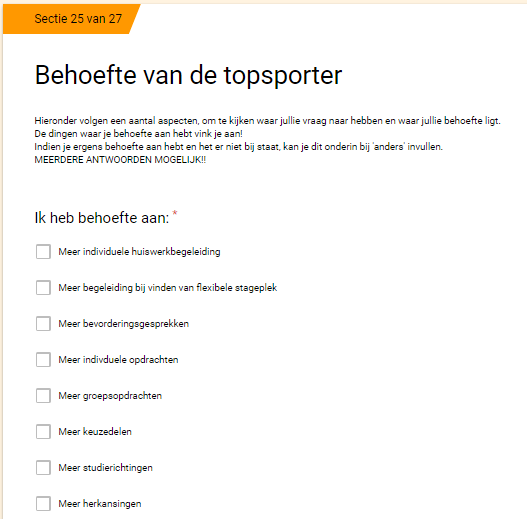 Sectie 25 van 27
Behoefte van de topsporter
Hieronder volgen een aantal aspecten, om te kijken waar jullie vraag naar hebben en waar jullie behoefte ligt.
De dingen waar je behoefte aan hebt vink je aan!
Indien je ergens behoefte aan hebt en het er niet bij staat, kan je dit onderin bij 'anders' invullen.
MEERDERE ANTWOORDEN MOGELIJK!!
Ik heb behoefte aan: *
Meer individuele huiswerkbegeleiding
Meer begeleiding bij vinden van flexibele stageplek
Meer bevorderingsgesprekken
Meer indivduele opdrachten
Meer groepsopdrachten
Meer keuzedelen
Meer studierichtingen
Meer herkansingen